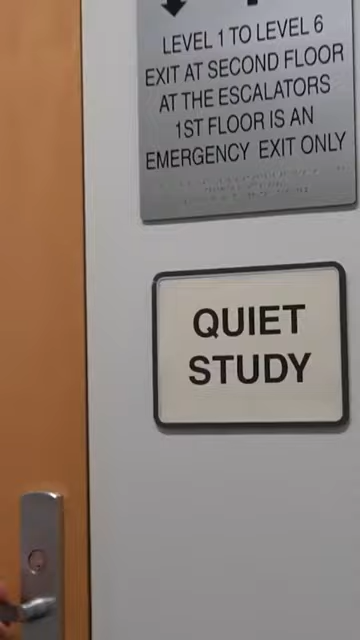 LEVEL 1 TO LEVEL 6
EXIT AT SECOND FLOOR
AT THE ESCALATORS
1ST FLOOR IS AN
EMERGENCY EXIT ONLY
QUIET
STUDY